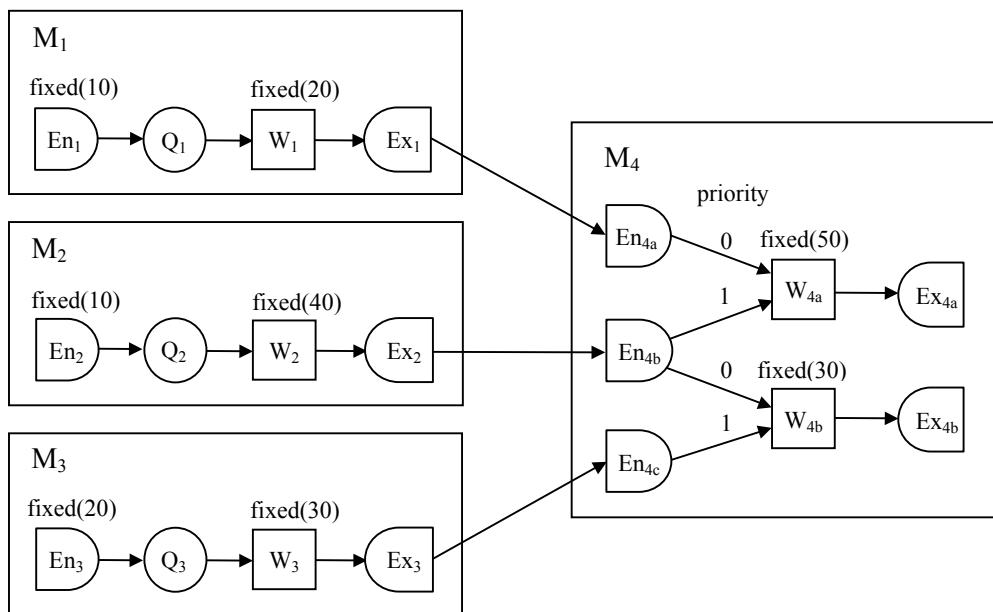 M₁
fixed(10) fixed(20)
En₁ Q₁ W₁ Ex₁
M₂
fixed(10) fixed(40)
En₂ Q₂ W₂ Ex₂
M₃
fixed(20) fixed(30)
En₃ Q₃ W₃ Ex₃
M₄
priority
En₄ₐ 0 fixed(50)
W₄ₐ Ex₄ₐ
1
En₄b 0 fixed(30)
W₄b Ex₄b
1
En₄c